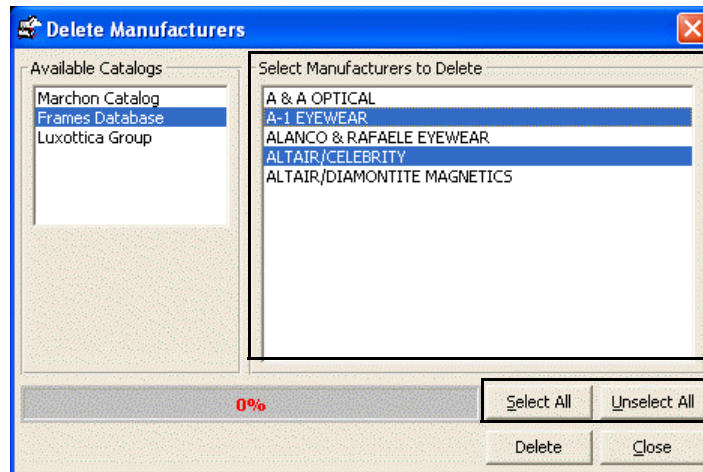 Delete Manufacturers
Available Catalogs
Marchon Catalog
Frames Database
Luxottica Group
Select Manufacturers to Delete
A & A OPTICAL
A-1 EYEWEAR
ALANCO & RAFAELE EYEWEAR
ALTAIR/CELEBRITY
ALTAIR/DIAMONTITE MAGNETICS
0%
Select All
Unselect All
Delete
Close